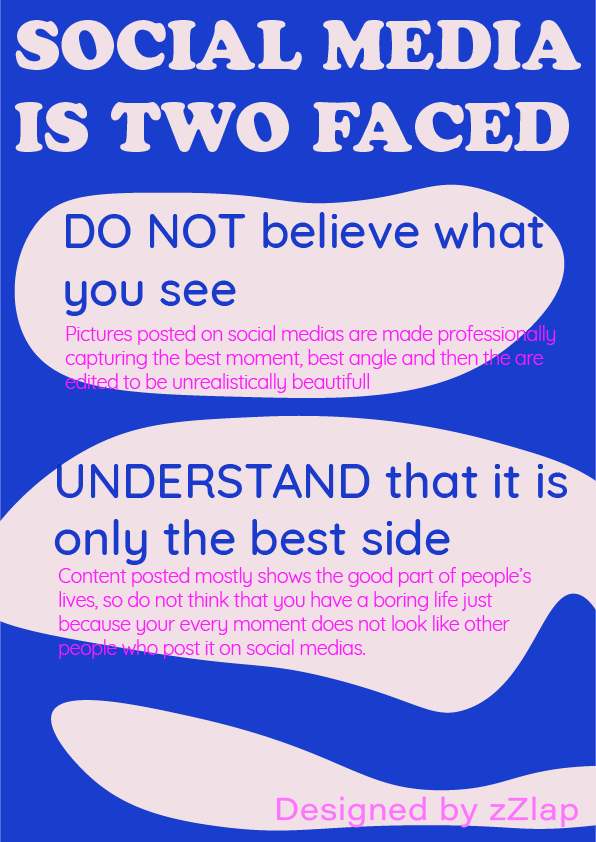 SOCIAL MEDIA
IS TWO FACED
DO NOT believe what
you see
Pictures posted on social medias are made professionally
capturing the best moment, best angle and then the are
edited to be unrealistically beautifull
UNDERSTAND that it is
only the best side
Content posted mostly shows the good part of people's
lives, so do not think that you have a boring life just
because your every moment does not look like other
people who post it on social medias.
Designed by zZlap